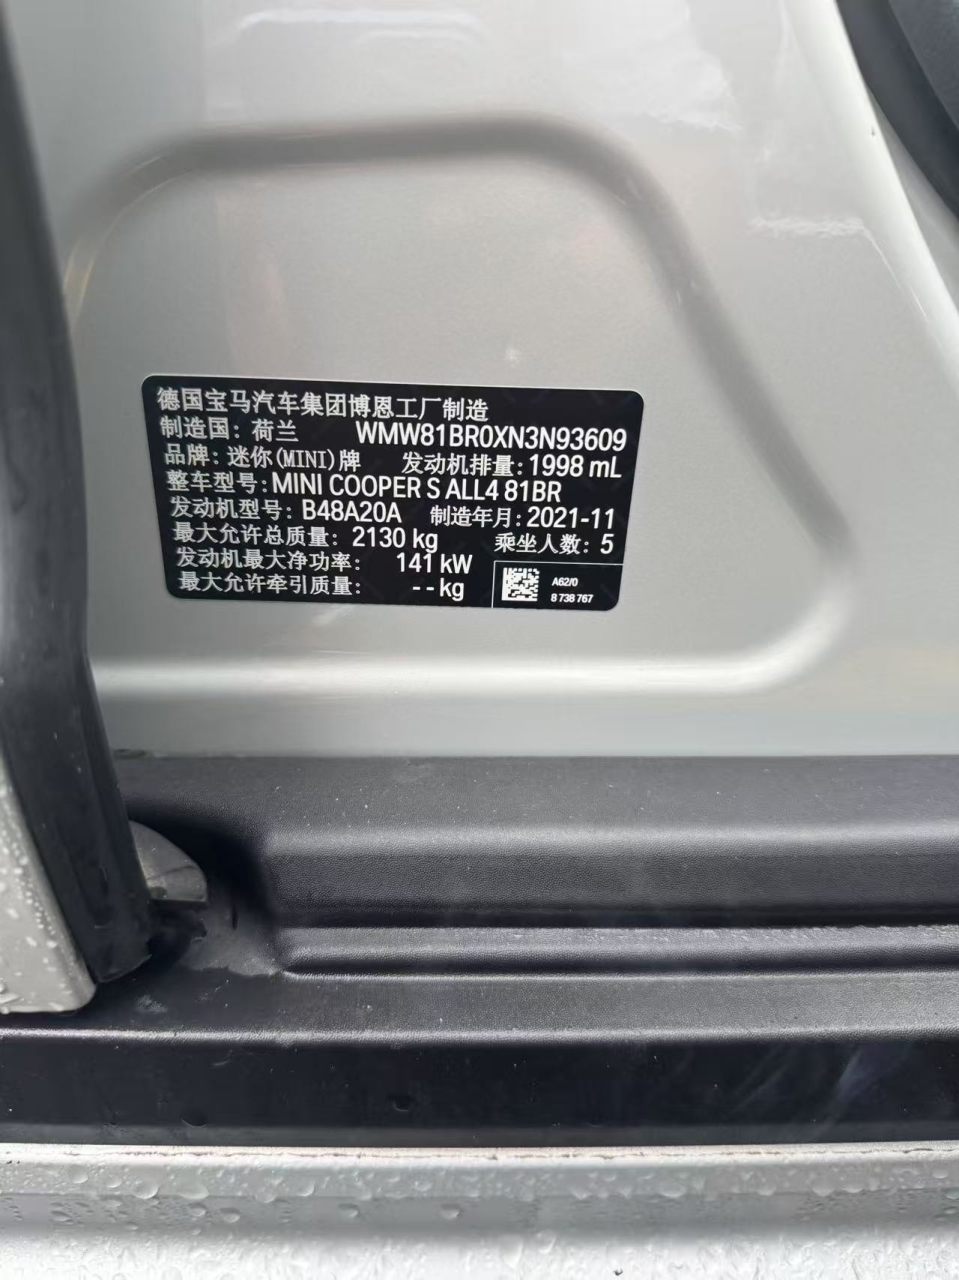 德国宝马汽车集团博恩工厂制造
制造国：荷兰 WMW81BR0XN3N93609
品牌：迷你(MINI)牌 发动机排量：1998 mL
整车型号：MINI COOPER S ALL4 81BR
发动机型号：B48A20A 制造年月：2021-11
最大允许总质量：2130 kg 乘坐人数：5
发动机最大净功率： 141 kW
最大允许牵引质量： --kg
A62/0
8 738 767